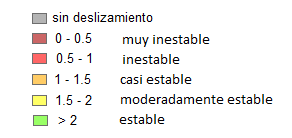 sin deslizamiento
0 - 0.5 muy inestable
0.5 - 1 inestable
1 - 1.5 casi estable
1.5 - 2 moderadamente estable
> 2 estable